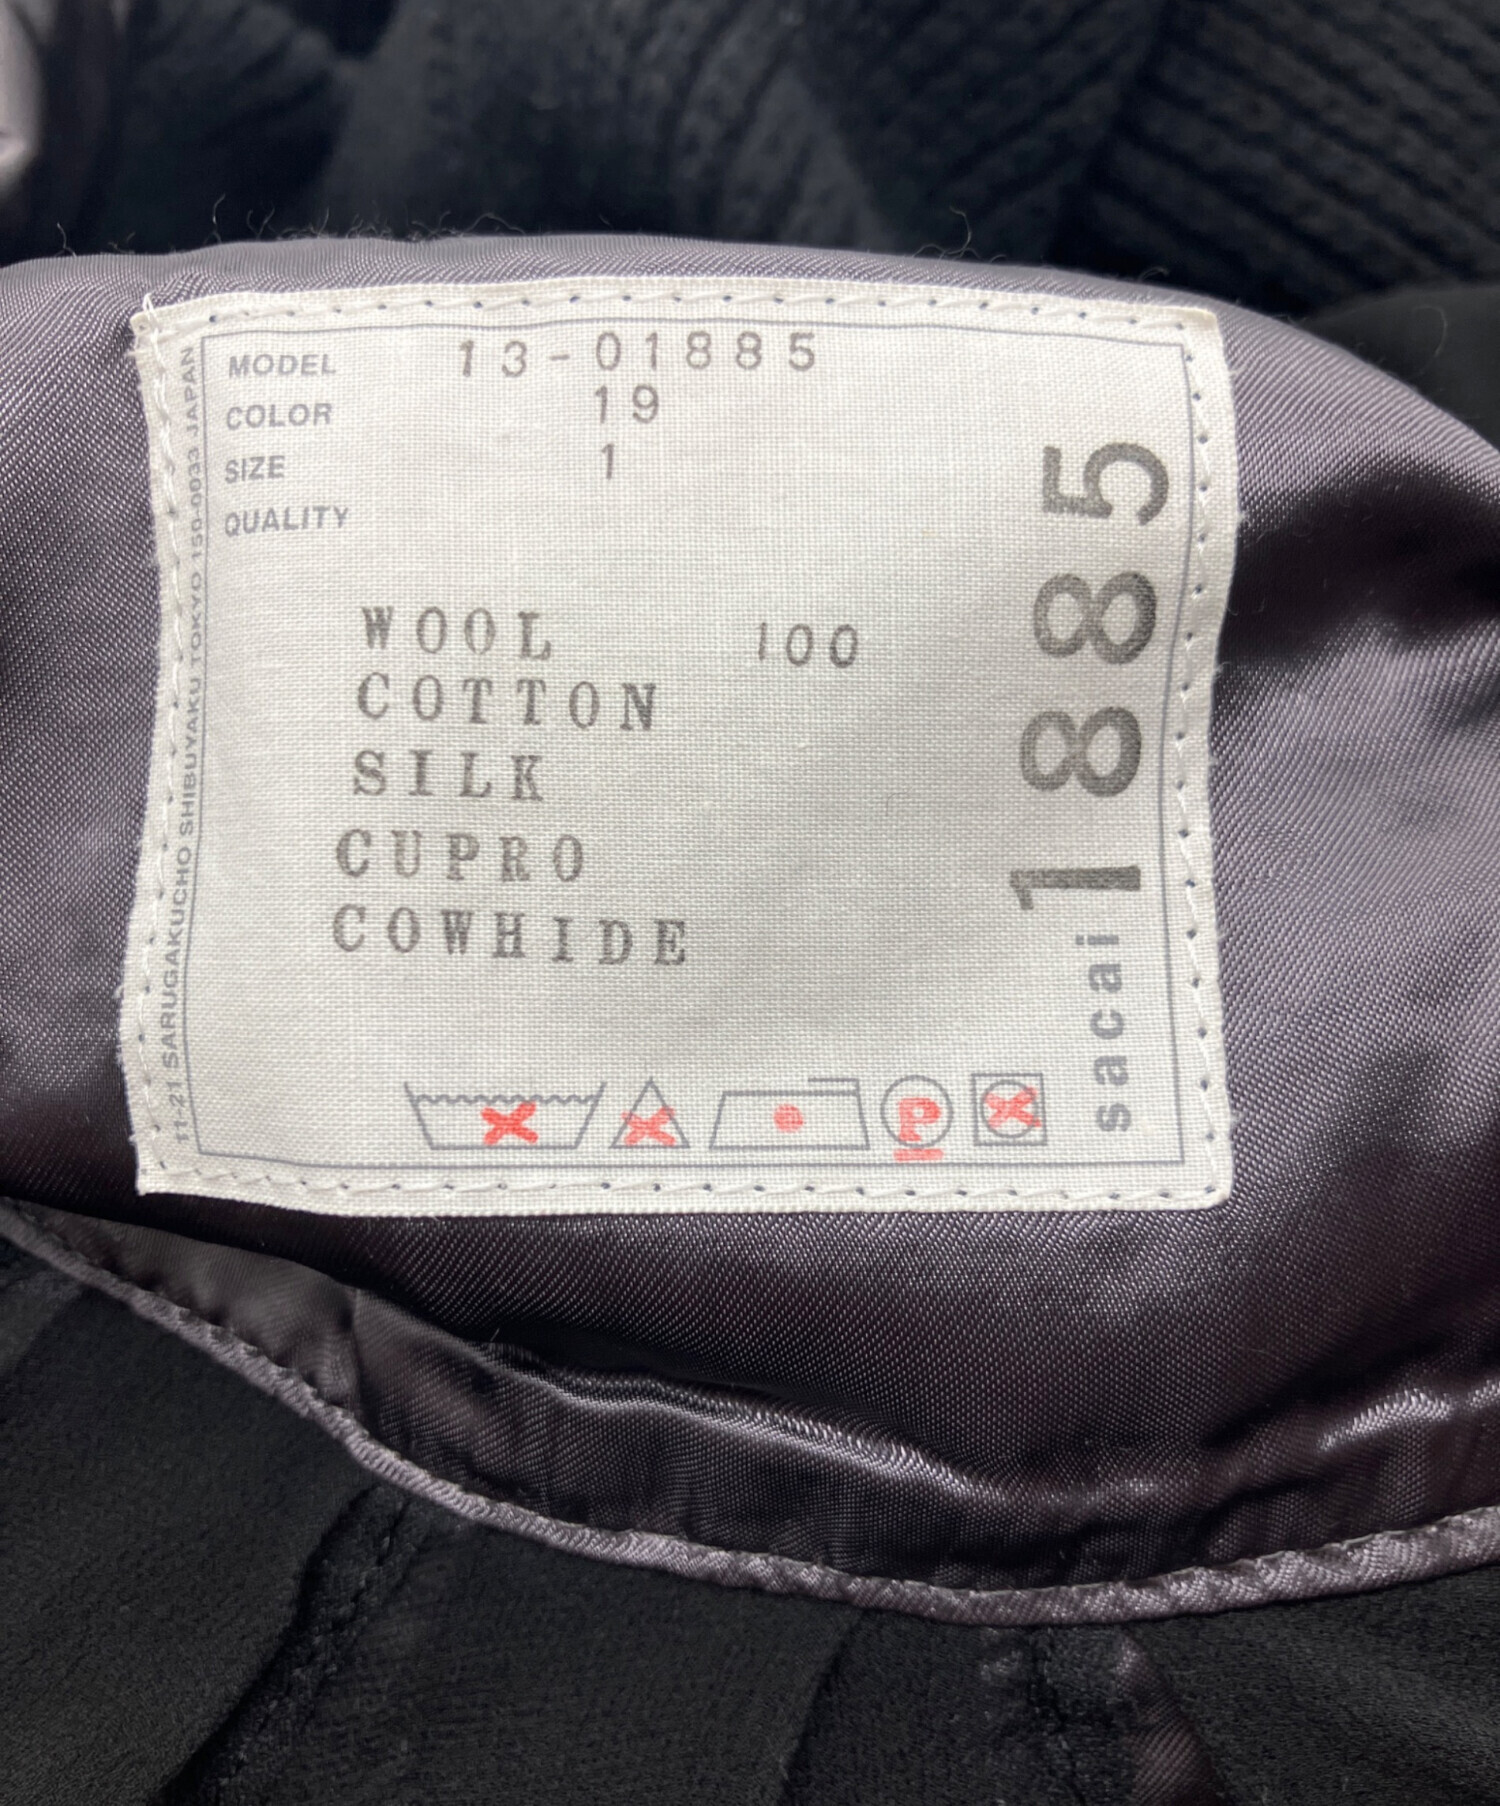 MODEL 13-01885
COLOR 19
SIZE 1
QUALITY
WOOL 100
COTTON
SILK
CUPRO
COWHIDE
P
sacai 1885
11-21 SARUGAKUCHO SHIBUYAKU TOKYO 150-0033 JAPAN